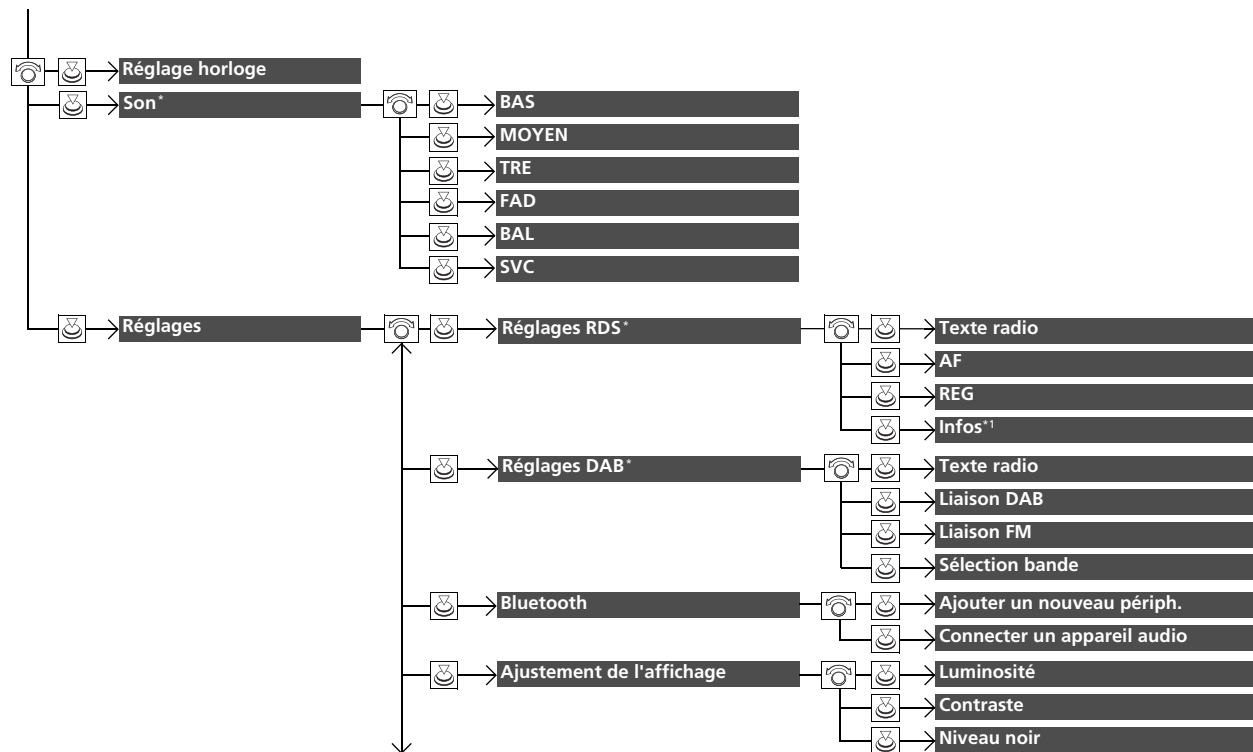 Réglage horloge
Son*
BAS
MOYEN
TRE
FAD
BAL
SVC
Réglages
Réglages RDS*
Texte radio
AF
REG
Infos*1
Réglages DAB*
Texte radio
Liaison DAB
Liaison FM
Sélection bande
Bluetooth
Ajouter un nouveau périph.
Connecter un appareil audio
Ajustement de l'affichage
Luminosité
Contraste
Niveau noir